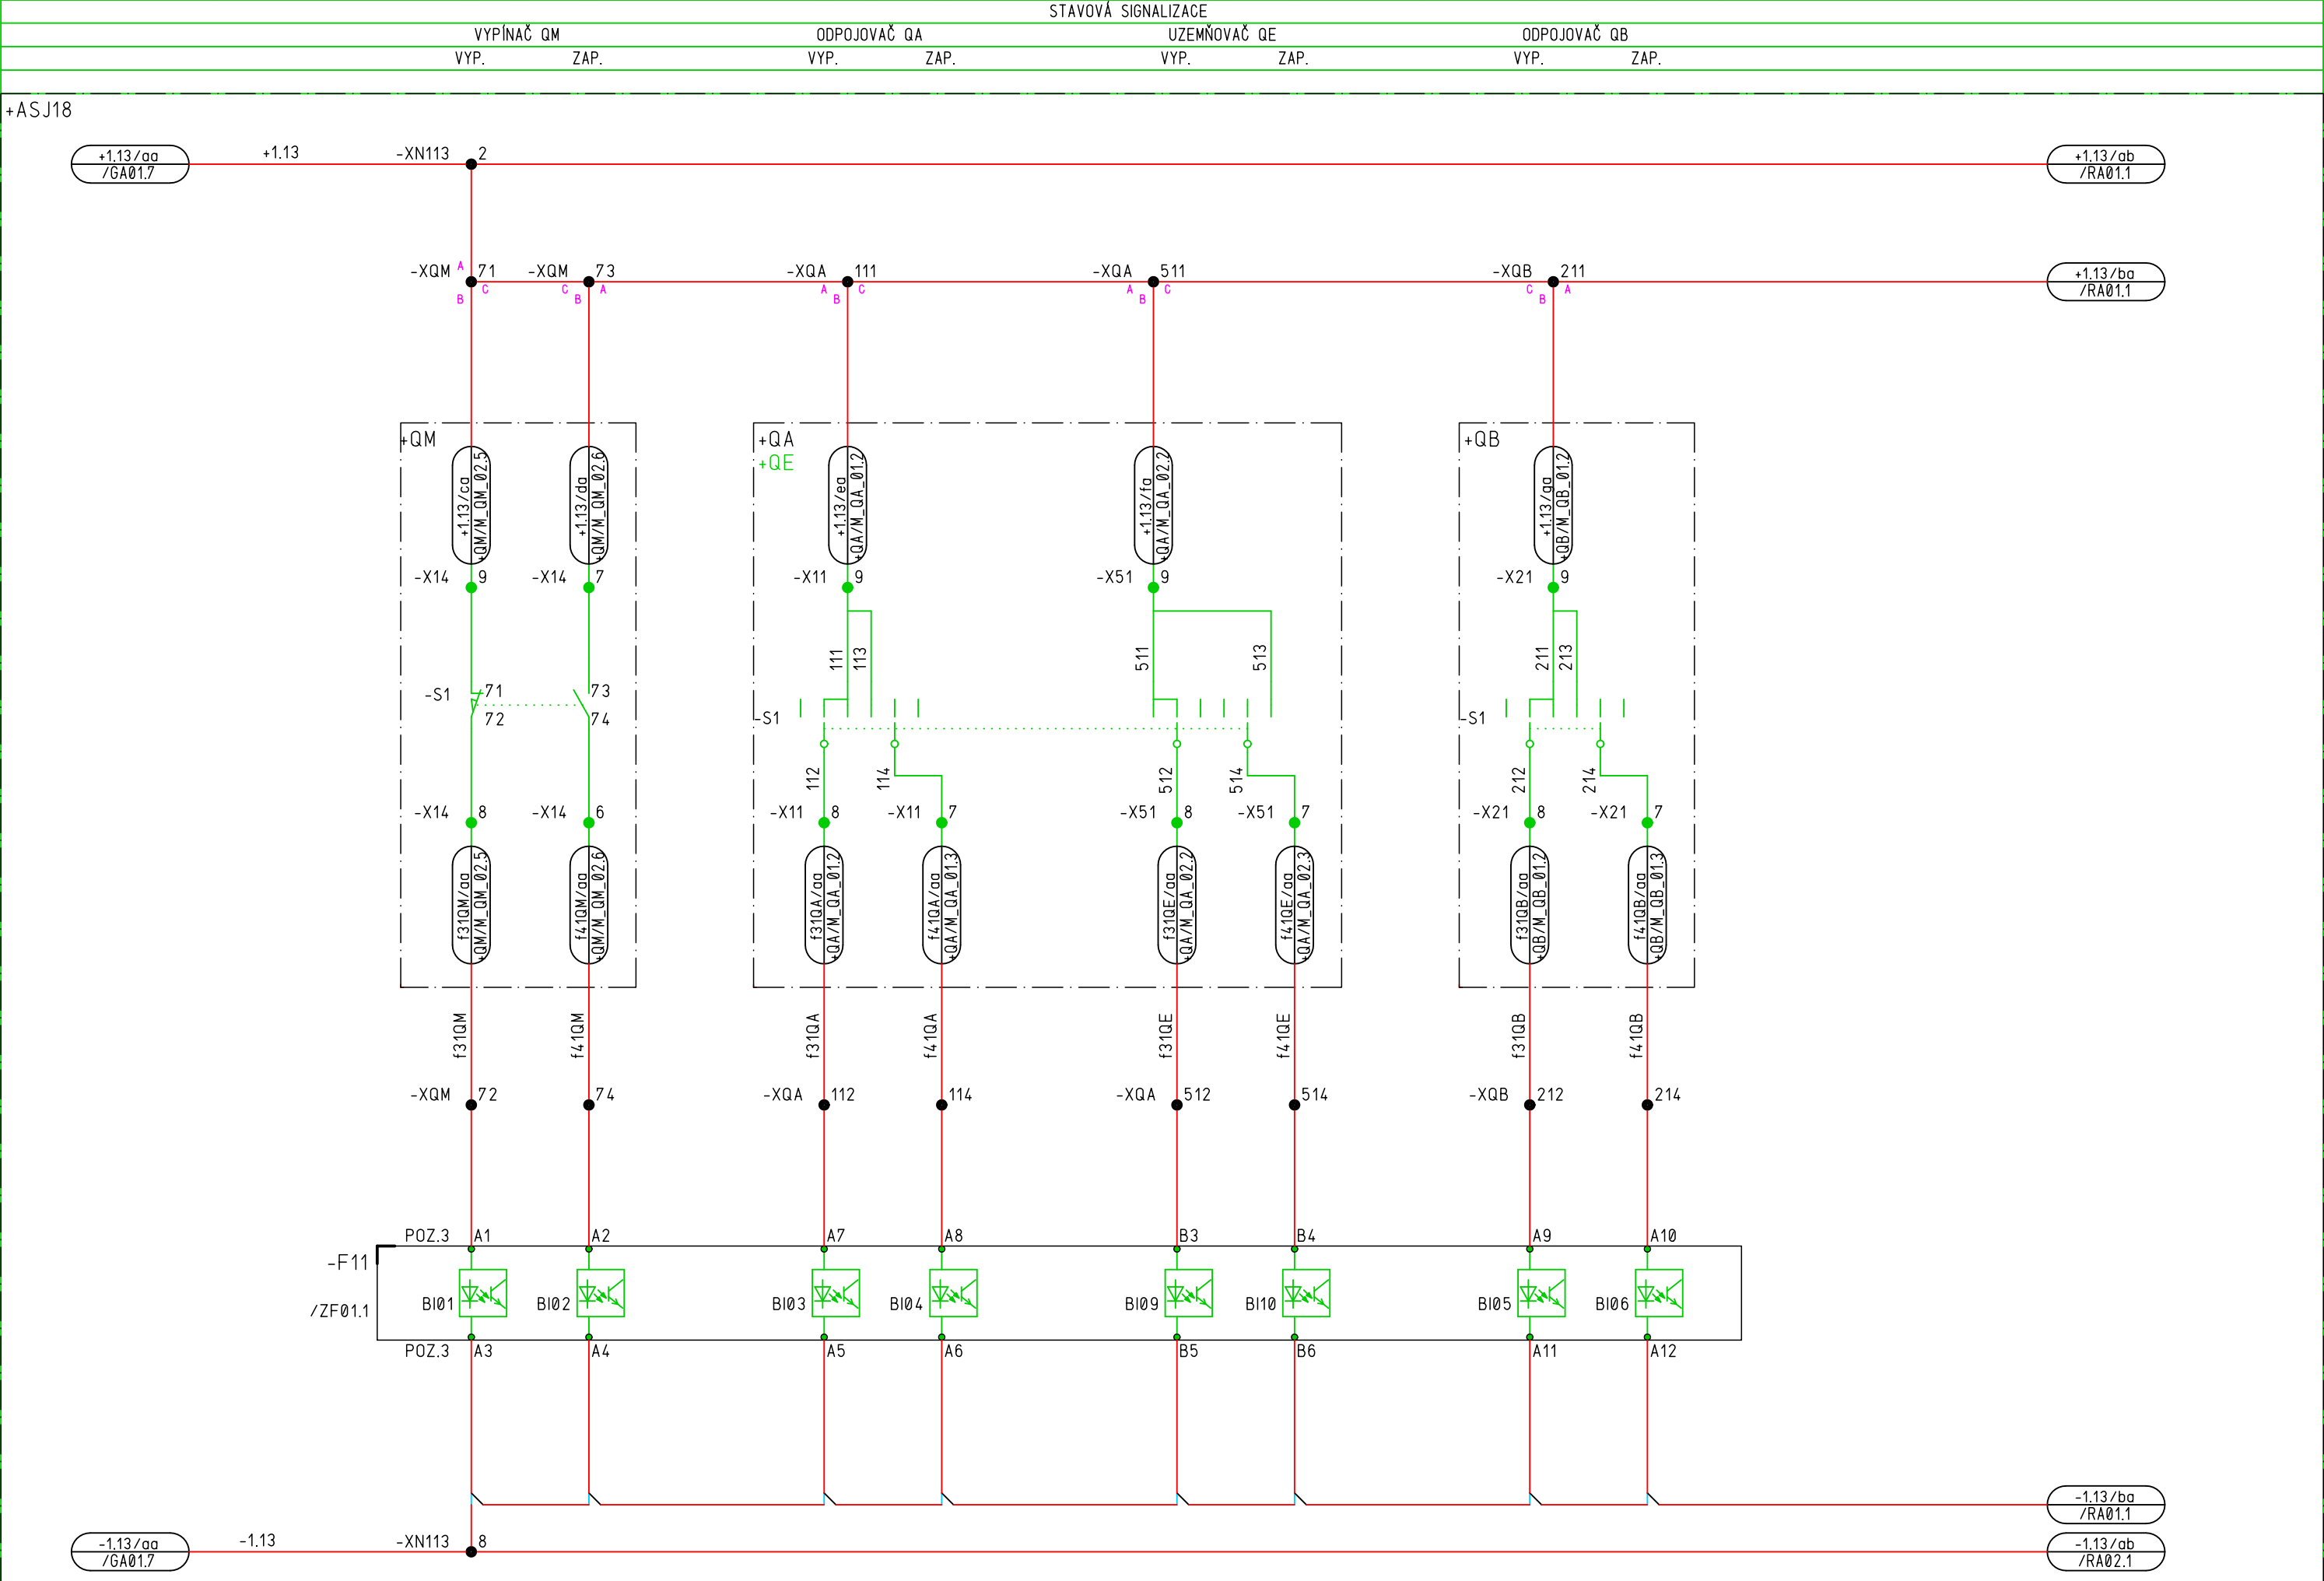 STAVOVÁ SIGNALIZACE
VYPÍNAČ QM ODPOJOVAČ QA UZEMŇOVAČ QE ODPOJOVAČ QB
VYP. ZAP. VYP. ZAP. VYP. ZAP. VYP. ZAP.
+ASJ18
+1.13/aa +1.13 -XN113 2 +1.13/ab
/GA01.7 /RA01.1
-XQM A 71 -XQM 73 -XQA 111 -XQA 511 -XQB 211 +1.13/ba
B C C B A A B C A B C C B A /RA01.1
+QM +QA +QB
+QE
+1.13/ca +1.13/da +1.13/ea +1.13/fa +1.13/ga
+QM/M_QM_02.5 +QM/M_QM_02.6 +QA/M_QA_01.2 +QA/M_QA_02.2 +QB/M_QB_01.2
-X14 9 -X14 7 -X11 9 -X51 9 -X21 9
111 113 511 513 211 213
-S1 71 73
72 74 -S1 -S1
112 114 512 514 212 214
-X14 8 -X14 6 -X11 8 -X11 7 -X51 8 -X51 7 -X21 8 -X21 7
f31QM/aa f41QM/aa f31QA/aa f41QA/aa f31QE/aa f41QE/aa f31QB/aa f41QB/aa
+QM/M_QM_02.5 +QM/M_QM_02.6 +QA/M_QA_01.2 +QA/M_QA_01.3 +QA/M_QA_02.2 +QA/M_QA_02.3 +QB/M_QB_01.2 +QB/M_QB_01.3
f31QM f41QM f31QA f41QA f31QE f41QE f31QB f41QB
-XQM 72 74 -XQA 112 114 -XQA 512 514 -XQB 212 214
POZ.3 A1 A2 A7 A8 B3 B4 A9 A10
-F11
/ZF01.1 BI01 BI02 BI03 BI04 BI09 BI10 BI05 BI06
POZ.3 A3 A4 A5 A6 B5 B6 A11 A12
-1.13/ba
/RA01.1
-1.13/aa -1.13 -XN113 8 -1.13/ab
/GA01.7 /RA02.1